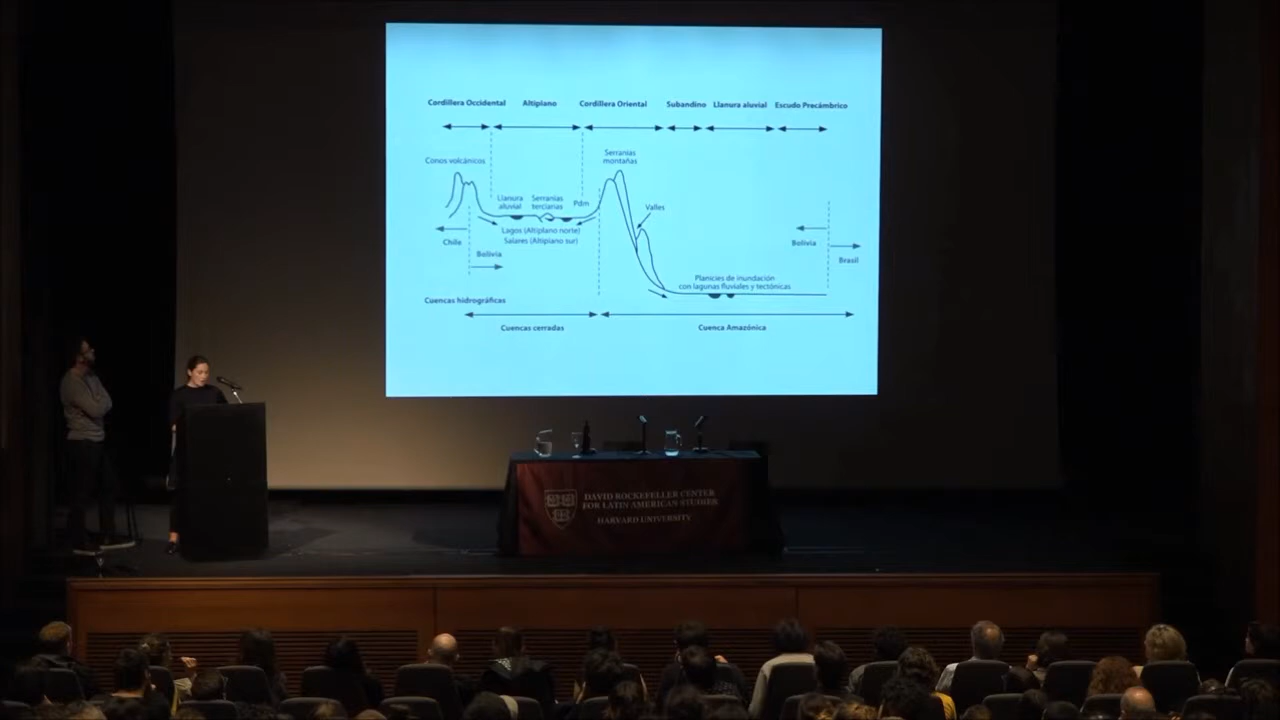 Cordillera Occidental
Altiplano
Cordillera Oriental
Subandino
Llanura aluvial
Escudo Precámbrico
Conos volcánicos
Serranías
montañas
Llanura
aluvial
Serranías
terciarias
Pdm
Valles
Lagos (Altiplano norte)
Salares (Altiplano sur)
Chile
Bolivia
Bolivia
Brasil
Planicies de inundación
con lagunas fluviales y tectónicas
Cuencas hidrográficas
Cuencas cerradas
Cuenca Amazónica
DAVID ROCKEFELLER CENTER
FOR LATIN AMERICAN STUDIES
HARVARD UNIVERSITY